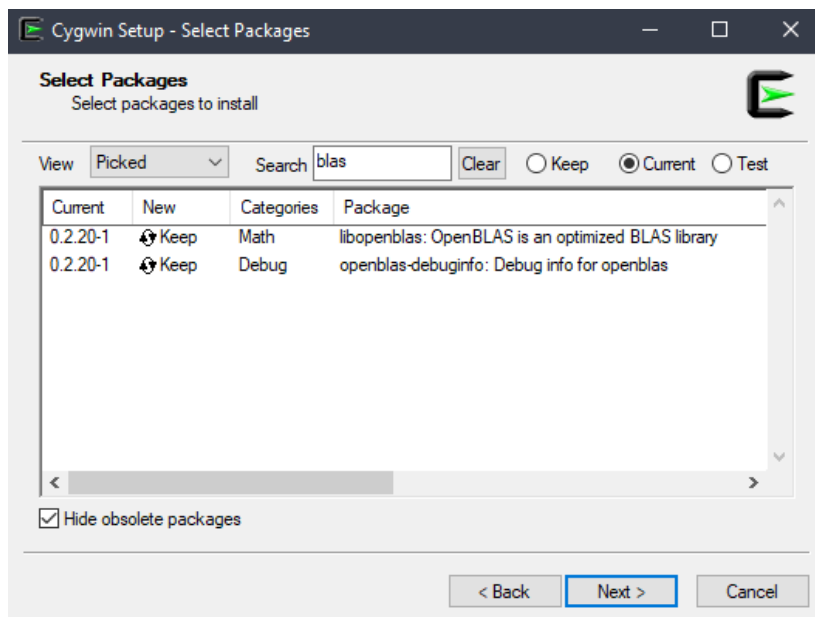 Cygwin Setup - Select Packages
Select Packages
Select packages to install
View Picked Search blas Clear Keep Current Test
Current New Categories Package
0.2.20-1 Keep Math libopenblas: OpenBLAS is an optimized BLAS library
0.2.20-1 Keep Debug openblas-debuginfo: Debug info for openblas
Hide obsolete packages
< Back Next > Cancel